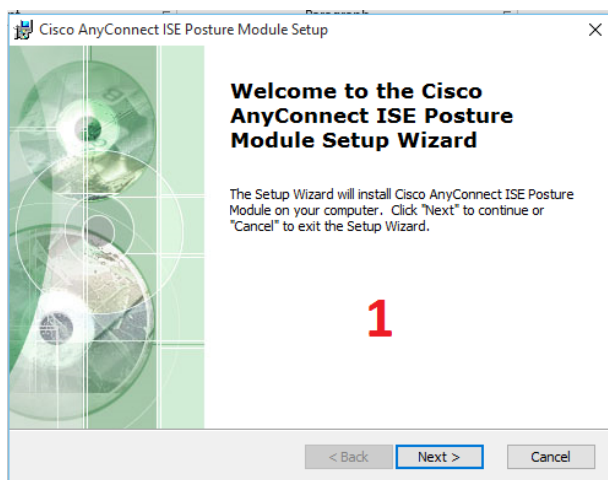 Cisco AnyConnect ISE Posture Module Setup
Welcome to the Cisco
AnyConnect ISE Posture
Module Setup Wizard
The Setup Wizard will install Cisco AnyConnect ISE Posture
Module on your computer. Click "Next" to continue or
"Cancel" to exit the Setup Wizard.
1
< Back Next > Cancel